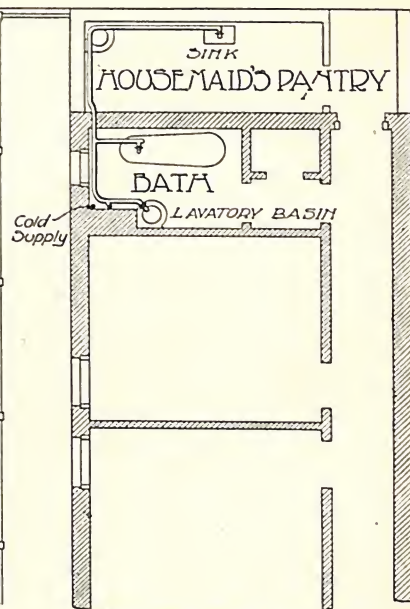 SINK
HOUSEMAID'S PANTRY
BATH
LAVATORY BASIN
Cold
Supply